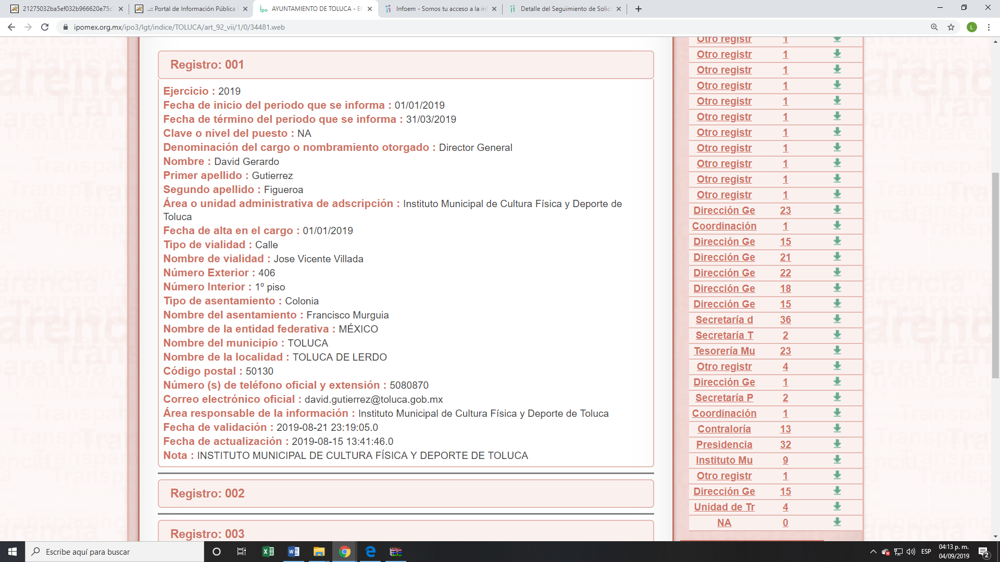 21275032ba5ef032b966620e75c
..:: Portal de Información Pública
AYUNTAMIENTO DE TOLUCA - El
Infoem - Somos tu acceso a la in
Detalle del Seguimiento de Solic
ipomex.org.mx/ipo3/lgt/indice/TOLUCA/art_92_vii/1/0/34481.web
L
Registro: 001
Ejercicio : 2019
Fecha de inicio del periodo que se informa : 01/01/2019
Fecha de término del periodo que se informa : 31/03/2019
Clave o nivel del puesto : NA
Denominación del cargo o nombramiento otorgado : Director General
Nombre : David Gerardo
Primer apellido : Gutierrez
Segundo apellido : Figueroa
Área o unidad administrativa de adscripción : Instituto Municipal de Cultura Física y Deporte de
Toluca
Fecha de alta en el cargo : 01/01/2019
Tipo de vialidad : Calle
Nombre de vialidad : Jose Vicente Villada
Número Exterior : 406
Número Interior : 1º piso
Tipo de asentamiento : Colonia
Nombre del asentamiento : Francisco Murguia
Nombre de la entidad federativa : MÉXICO
Nombre del municipio : TOLUCA
Nombre de la localidad : TOLUCA DE LERDO
Código postal : 50130
Número (s) de teléfono oficial y extensión : 5080870
Correo electrónico oficial : david.gutierrez@toluca.gob.mx
Área responsable de la información : Instituto Municipal de Cultura Física y Deporte de Toluca
Fecha de validación : 2019-08-21 23:19:05.0
Fecha de actualización : 2019-08-15 13:41:46.0
Nota : INSTITUTO MUNICIPAL DE CULTURA FÍSICA Y DEPORTE DE TOLUCA
Registro: 002
Registro: 003
Otro registr 1
Otro registr 1
Otro registr 1
Otro registr 1
Otro registr 1
Otro registr 1
Otro registr 1
Otro registr 1
Otro registr 1
Otro registr 1
Otro registr 1
Dirección Ge 23
Coordinación 1
Dirección Ge 15
Dirección Ge 21
Dirección Ge 22
Dirección Ge 18
Dirección Ge 15
Secretaría d 36
Secretaría T 2
Tesorería Mu 23
Otro registr 4
Dirección Ge 1
Secretaría P 2
Coordinación 1
Contraloría 13
Presidencia 32
Instituto Mu 9
Otro registr 1
Dirección Ge 15
Unidad de Tr 4
NA 0
Escribe aquí para buscar
ESP
04:13 p. m.
04/09/2019
2